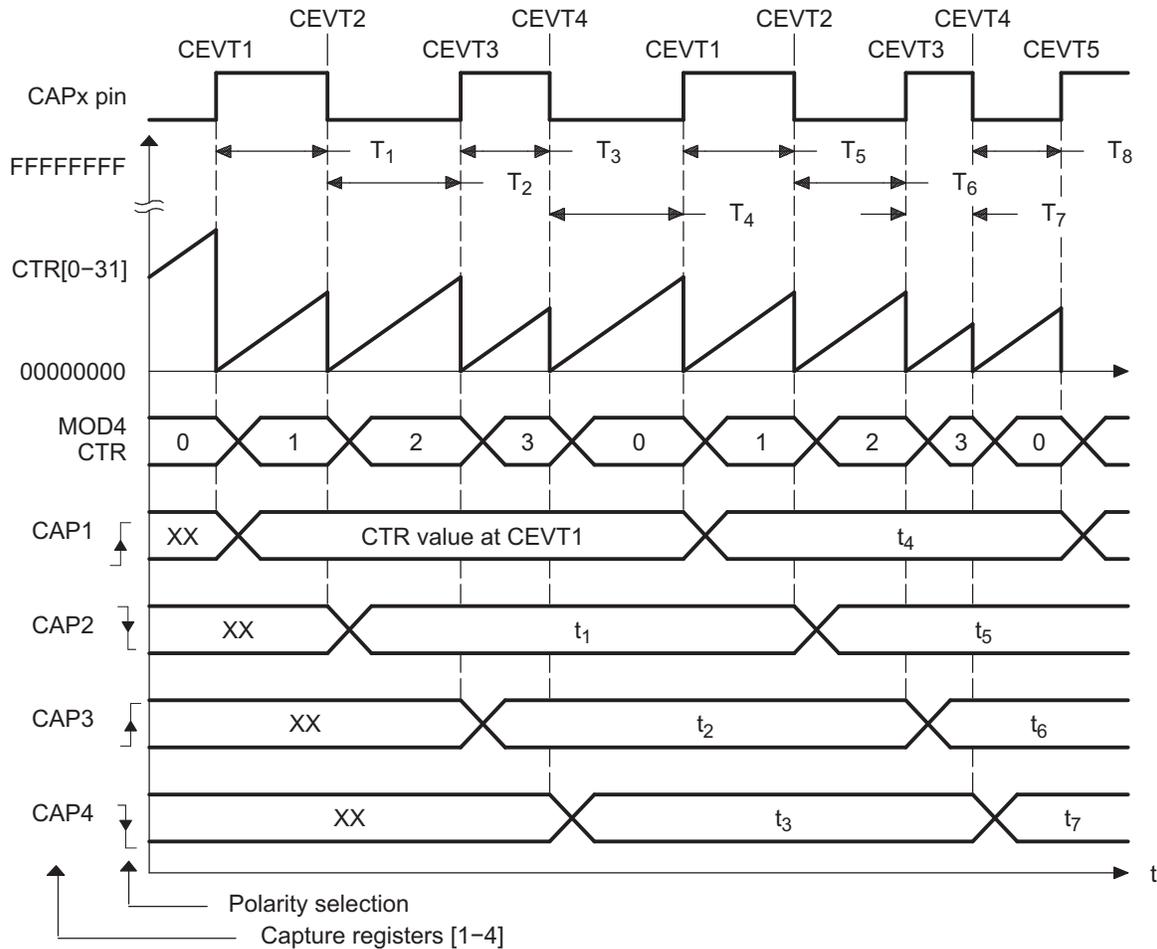 CEVT2 CEVT4 CEVT2 CEVT4
CEVT1 CEVT3 CEVT1 CEVT3 CEVT5
CAPx pin
T1 T3 T5 T8
FFFFFFFF
T2 T6
T4 T7
CTR[0−31]
00000000
MOD4
CTR
0 1 2 3 0 1 2 3 0
CAP1 XX CTR value at CEVT1 t4
CAP2 XX t1 t5
CAP3 XX t2 t6
CAP4 XX t3 t7
t
Polarity selection
Capture registers [1−4]